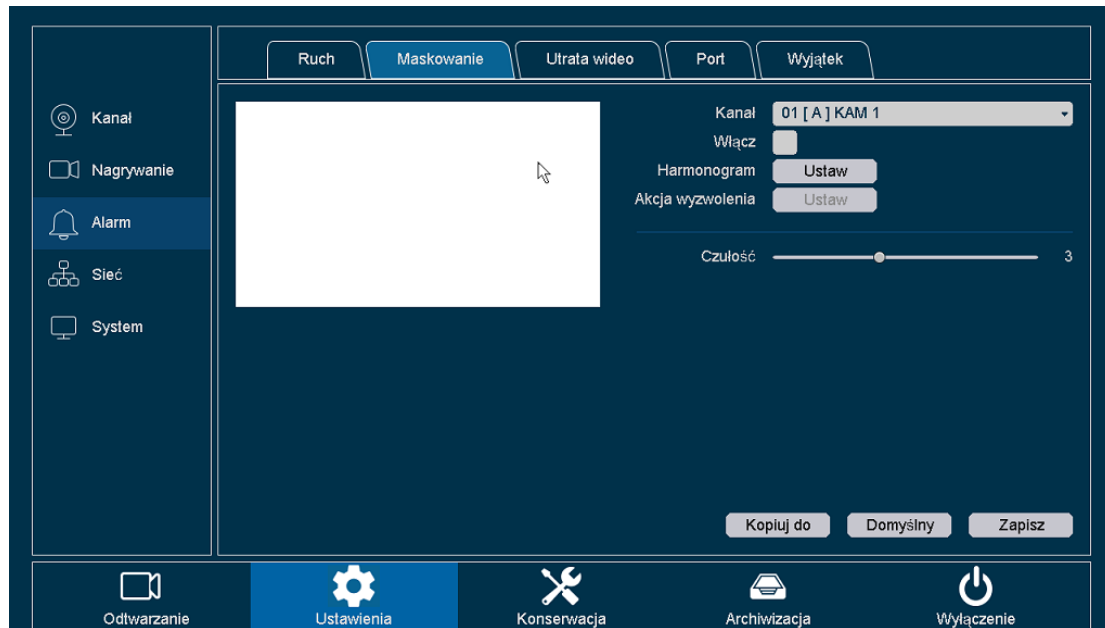 Ruch Maskowanie Utrata wideo Port Wyjątek
Kanał
Nagrywanie
Alarm
Sieć
System
Kanał 01 [ A ] KAM 1
Włącz
Harmonogram Ustaw
Akcja wyzwolenia Ustaw
Czułość 3
Kopiuj do Domyślny Zapisz
Odtwarzanie Ustawienia Konserwacja Archiwizacja Wyłączenie